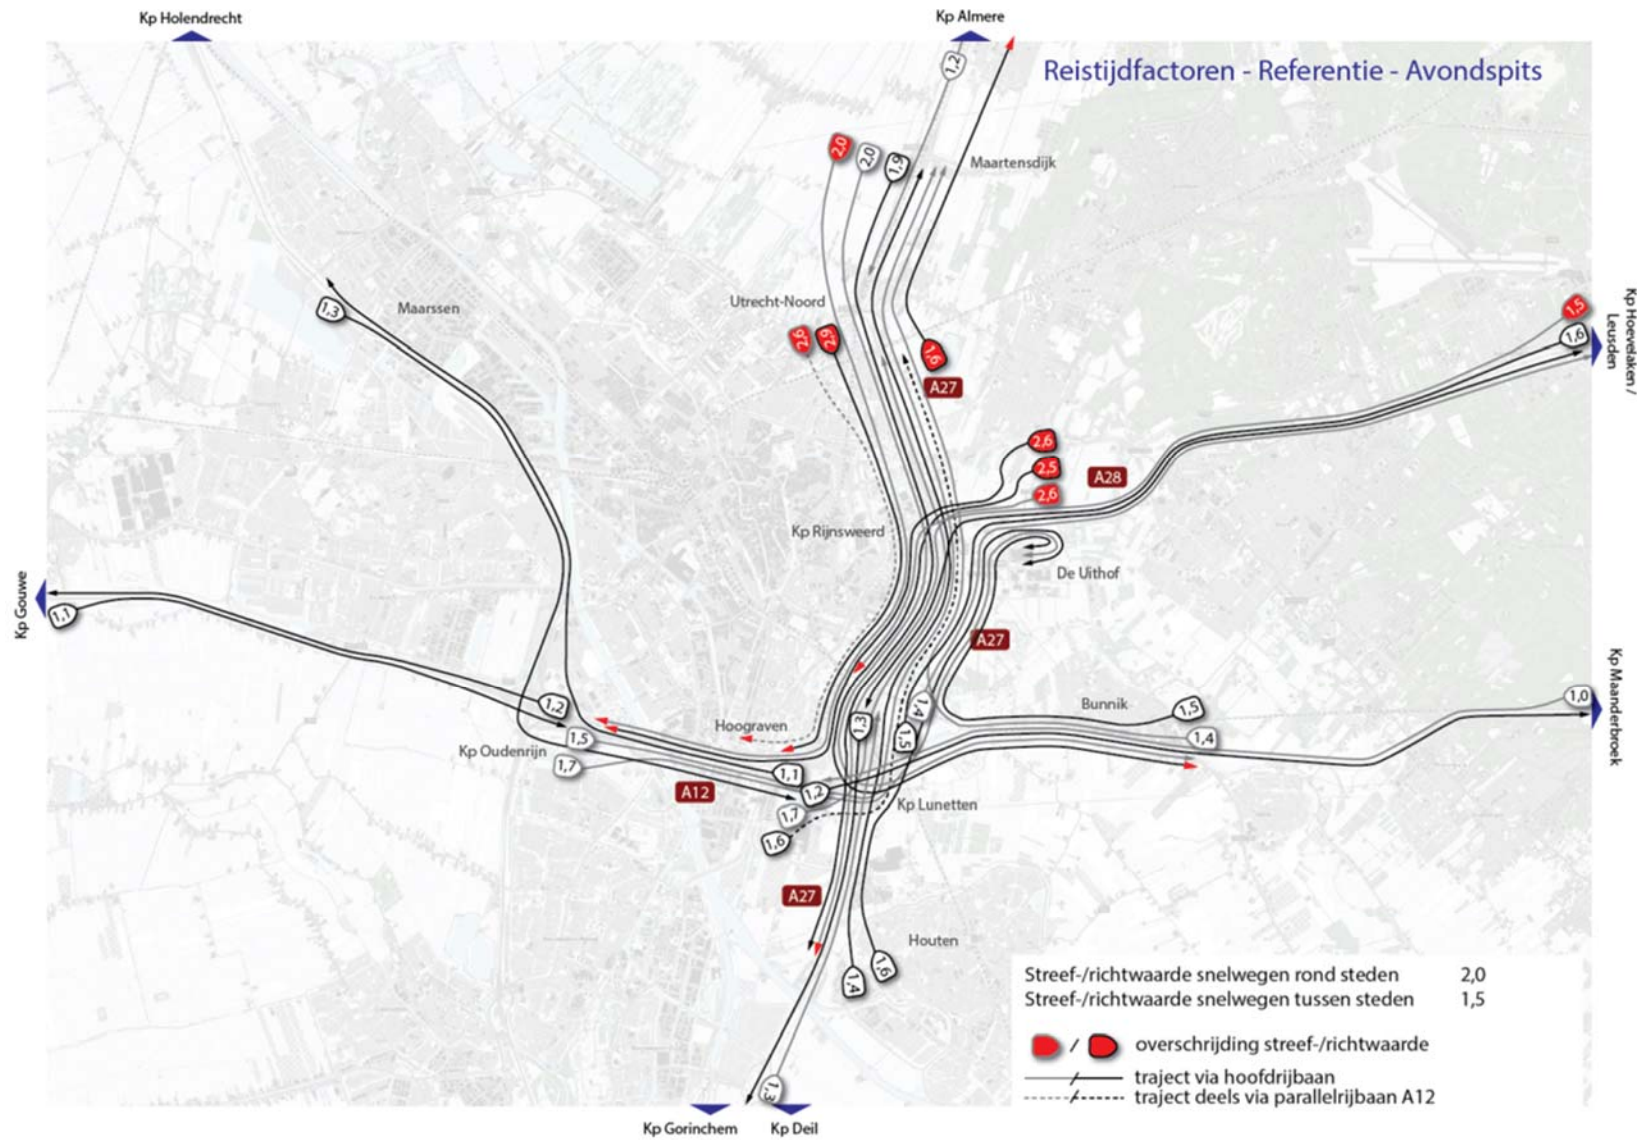 Kp Holendrecht
Kp Almere
Reistijdfactoren - Referentie - Avondspits
1,2
2,0
2,0
1,9
Maartensdijk
Utrecht-Noord
1,3
Maarssen
2,6
2,9
1,6
A27
1,5
1,6
Kp Hoevelaken /
Leusden
2,6
2,5
2,6
A28
Kp Rijnsweerd
De Uithof
Kp Gouwe
1,1
A27
1,2
1,5
1,7
Kp Oudenrijn
Hoograven
1,3
1,4
1,5
Bunnik
1,5
1,4
1,0
Kp Maanderbroek
A12
1,1
1,2
1,7
1,6
Kp Lunetten
A27
Houten
1,4
1,6
1,3
Kp Gorinchem
Kp Deil
Streef-/richtwaarde snelwegen rond steden 2,0
Streef-/richtwaarde snelwegen tussen steden 1,5
/ overschrijding streef-/richtwaarde
traject via hoofdrijbaan
traject deels via parallelrijbaan A12